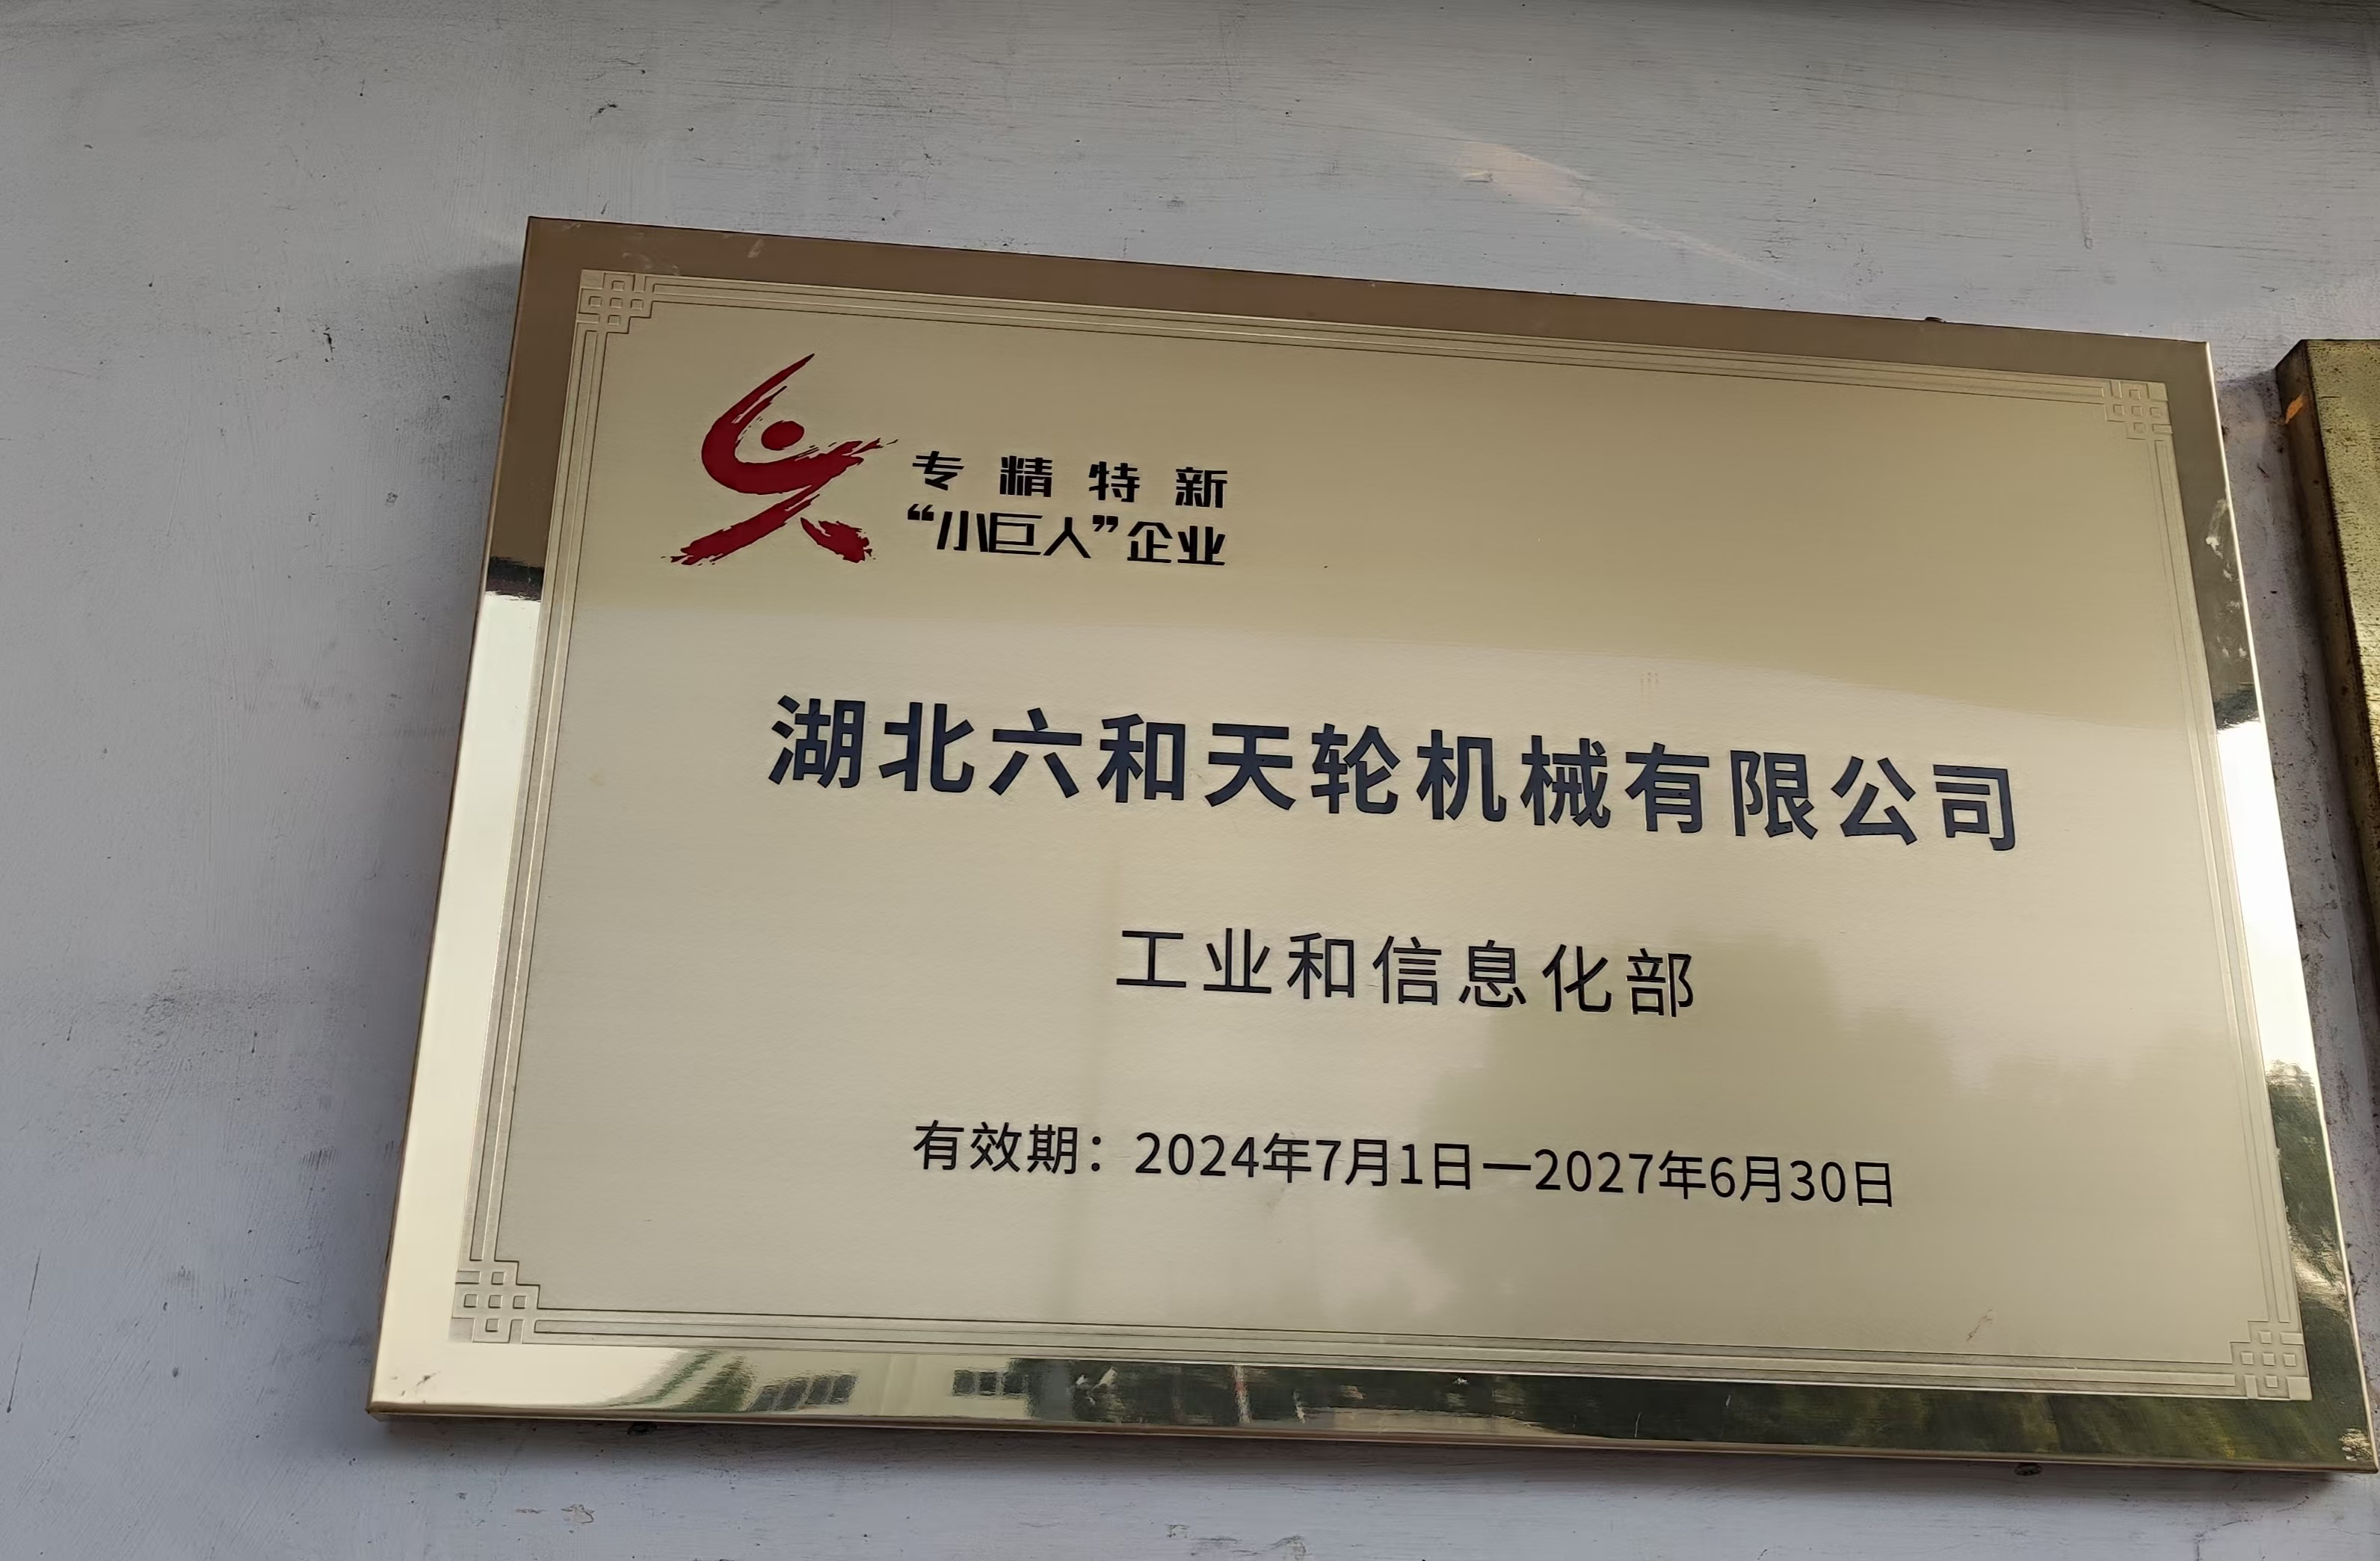 专精特新
“小巨人”企业
湖北六和天轮机械有限公司
工业和信息化部
有效期：2024年7月1日—2027年6月30日